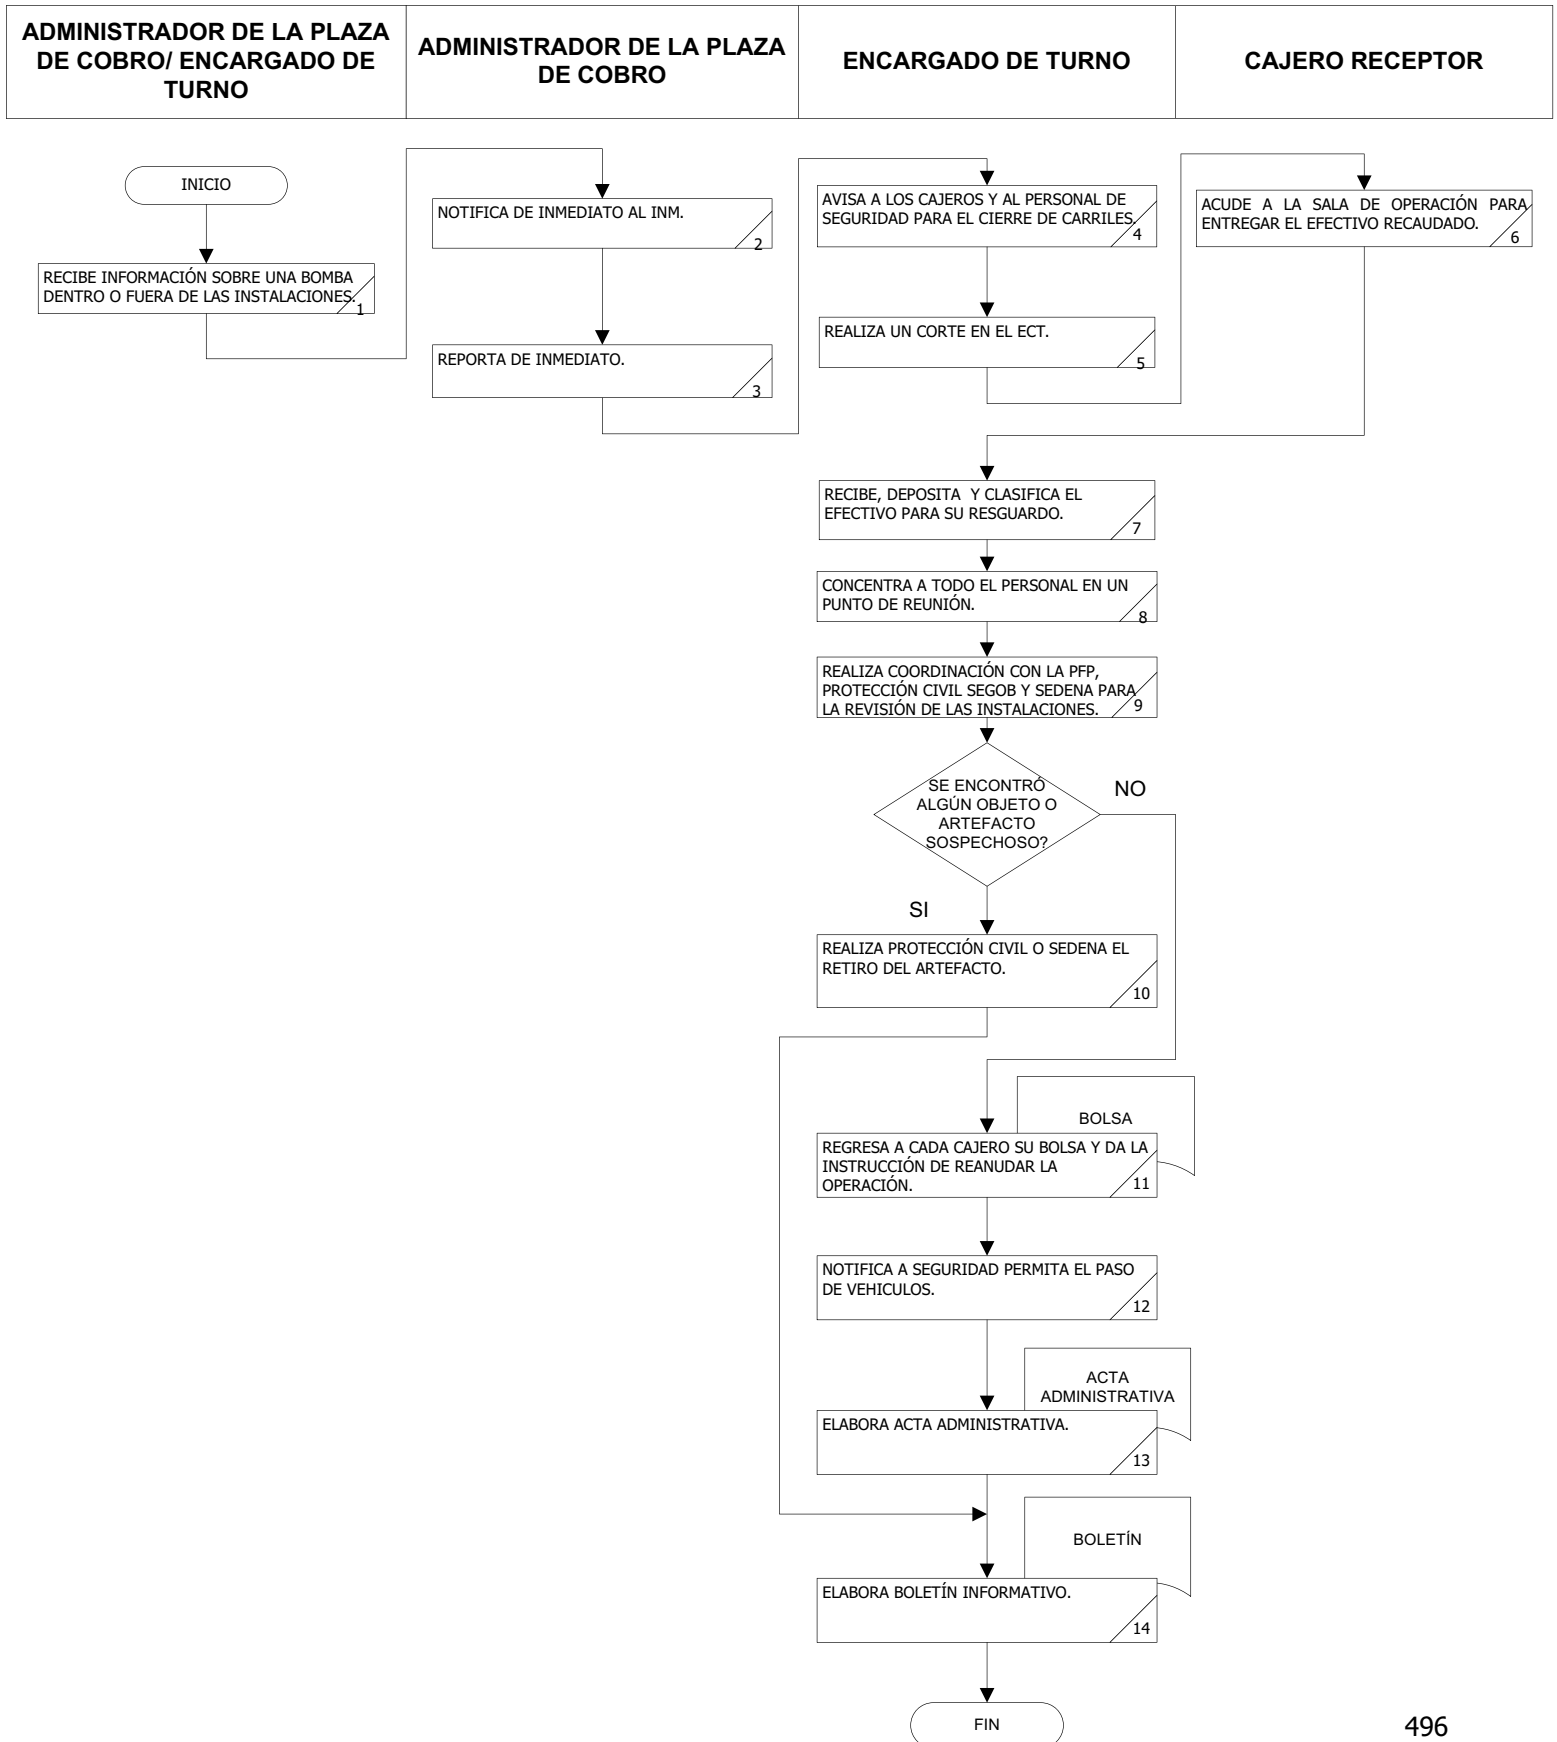 ADMINISTRADOR DE LA PLAZA
DE COBRO/ ENCARGADO DE
TURNO
ADMINISTRADOR DE LA PLAZA
DE COBRO
ENCARGADO DE TURNO
CAJERO RECEPTOR
INICIO
RECIBE INFORMACIÓN SOBRE UNA BOMBA
DENTRO O FUERA DE LAS INSTALACIONES.
1
NOTIFICA DE INMEDIATO AL INM.
2
REPORTA DE INMEDIATO.
3
AVISA A LOS CAJEROS Y AL PERSONAL DE
SEGURIDAD PARA EL CIERRE DE CARRILES.
4
REALIZA UN CORTE EN EL ECT.
5
ACUDE A LA SALA DE OPERACIÓN PARA
ENTREGAR EL EFECTIVO RECAUDADO.
6
RECIBE, DEPOSITA Y CLASIFICA EL
EFECTIVO PARA SU RESGUARDO.
7
CONCENTRA A TODO EL PERSONAL EN UN
PUNTO DE REUNIÓN.
8
REALIZA COORDINACIÓN CON LA PFP,
PROTECCIÓN CIVIL SEGOB Y SEDENA PARA
LA REVISIÓN DE LAS INSTALACIONES.
9
SE ENCONTRÓ
ALGÚN OBJETO O
ARTEFACTO
SOSPECHOSO?
NO
SI
REALIZA PROTECCIÓN CIVIL O SEDENA EL
RETIRO DEL ARTEFACTO.
10
BOLSA
REGRESA A CADA CAJERO SU BOLSA Y DA LA
INSTRUCCIÓN DE REANUDAR LA
OPERACIÓN.
11
NOTIFICA A SEGURIDAD PERMITA EL PASO
DE VEHICULOS.
12
ACTA
ADMINISTRATIVA
ELABORA ACTA ADMINISTRATIVA.
13
BOLETÍN
ELABORA BOLETÍN INFORMATIVO.
14
FIN
496